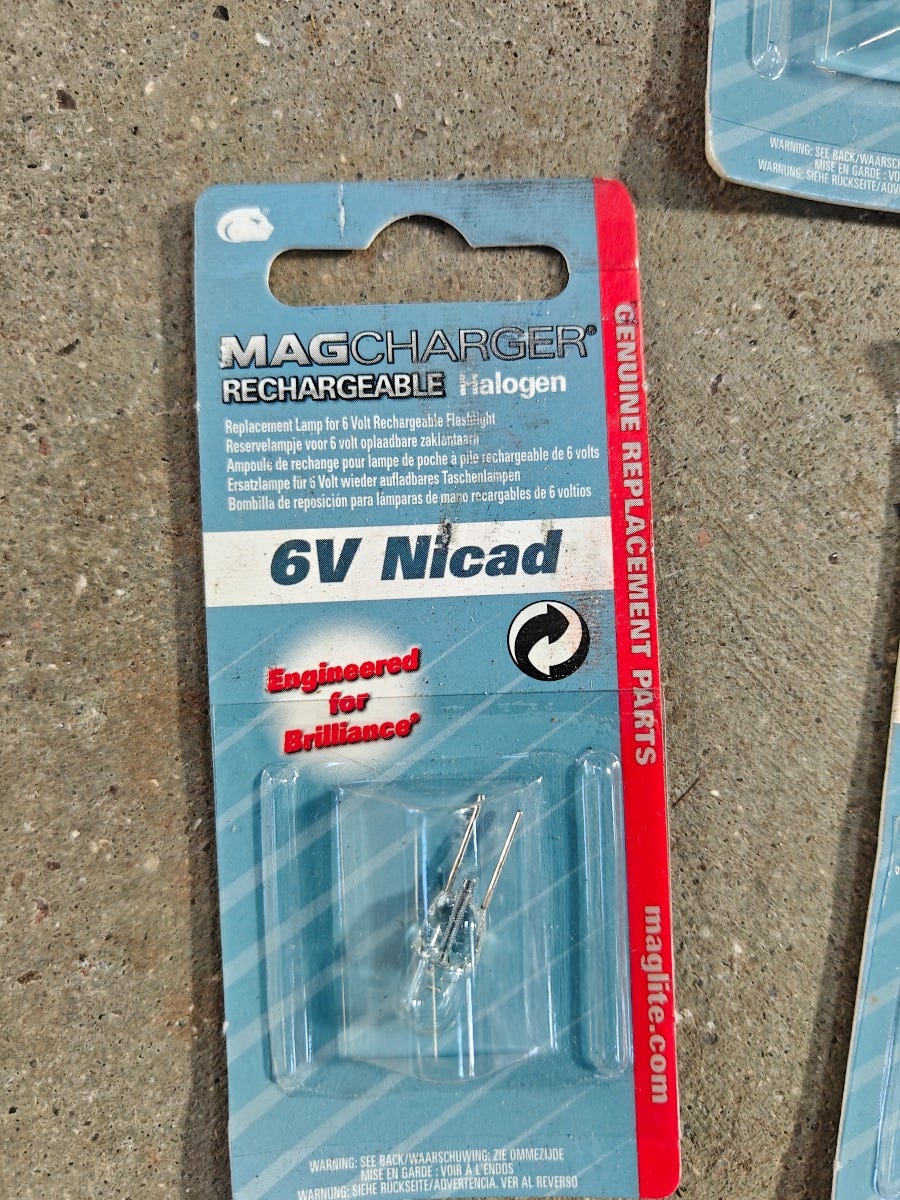 WARNING: SEE BACK/WAARSCH
MISE EN GARDE : VO
WARNUNG: SIEHE RÜCKSEITE/ADVE
MAGCHARGER®
RECHARGEABLE Halogen
Replacement Lamp for 6 Volt Rechargeable Flashlight
Reservelampje voor 6 volt oplaadbare zaklantaarn
Ampoule de rechange pour lampe de poche à pile rechargeable de 6 volts
Ersatzlampe für 6 Volt wieder aufladbares Taschenlampen
Bombilla de reposición para lámparas de mano recargables de 6 voltios
6V Nicad
Engineered
for
Brilliance®
GENUINE REPLACEMENT PARTS
maglite.com
WARNING: SEE BACK/WAARSCHUWING: ZIE OMMEZIJDE
MISE EN GARDE : VOIR À L'ENDOS
WARNUNG: SIEHE RÜCKSEITE/ADVERTENCIA. VER AL REVERSO